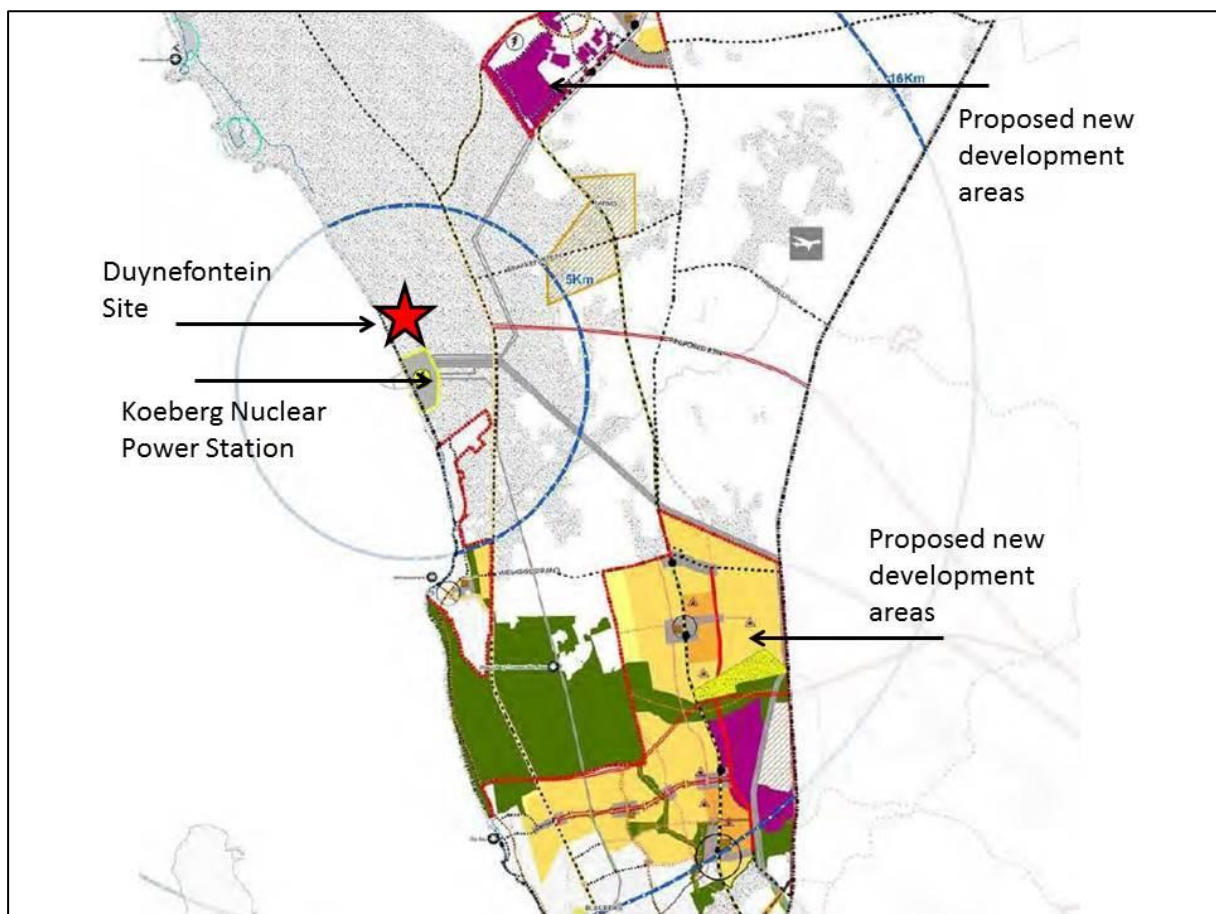 16Km
Proposed new
development
areas
5Km
Duynefontein
Site
Koeberg Nuclear
Power Station
Proposed new
development
areas